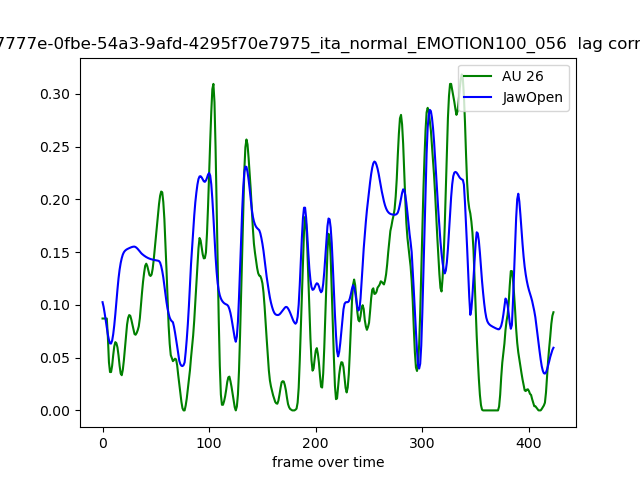 7777e-0fbe-54a3-9afd-4295f70e7975_ita_normal_EMOTION100_056 lag corr
AU 26
JawOpen
0.30
0.25
0.20
0.15
0.10
0.05
0.00
0 100 200 300 400
frame over time